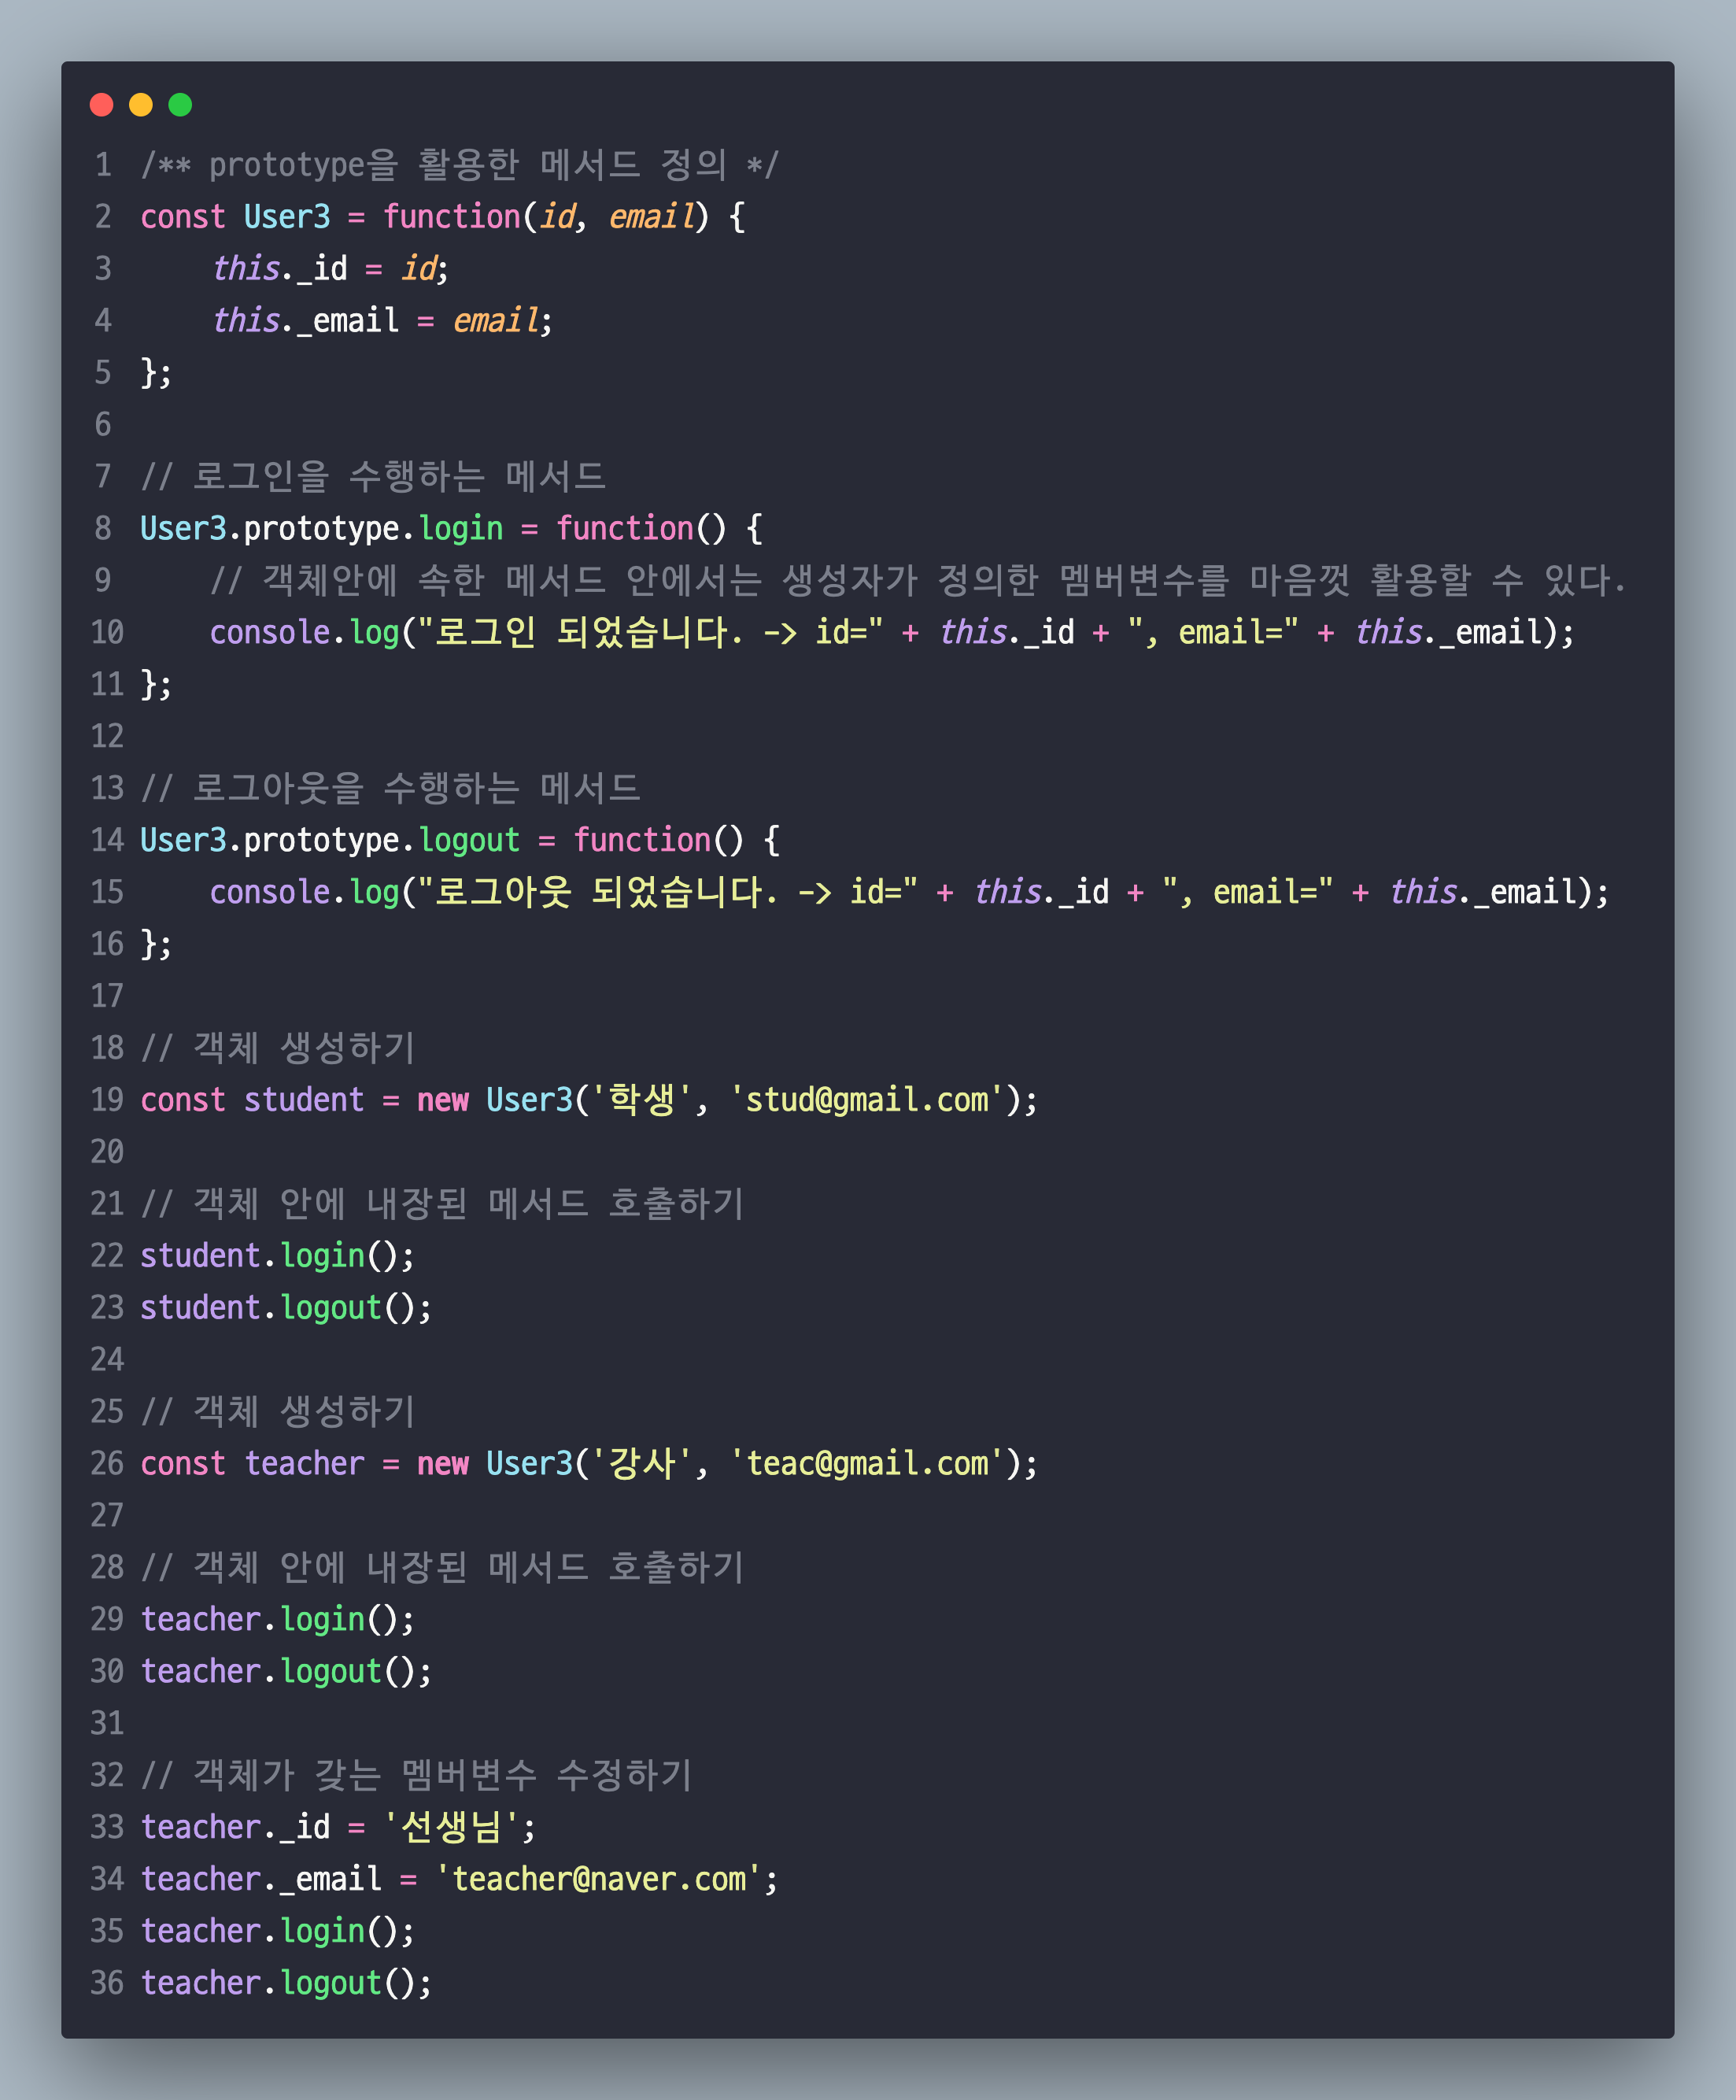 1 /** prototype을 활용한 메서드 정의 */
2 const User3 = function(id, email) {
3     this._id = id;
4     this._email = email;
5 };
6
7 // 로그인을 수행하는 메서드
8 User3.prototype.login = function() {
9     // 객체안에 속한 메서드 안에서는 생성자가 정의한 멤버변수를 마음껏 활용할 수 있다.
10     console.log("로그인 되었습니다. -> id=" + this._id + ", email=" + this._email);
11 };
12
13 // 로그아웃을 수행하는 메서드
14 User3.prototype.logout = function() {
15     console.log("로그아웃 되었습니다. -> id=" + this._id + ", email=" + this._email);
16 };
17
18 // 객체 생성하기
19 const student = new User3('학생', 'stud@gmail.com');
20
21 // 객체 안에 내장된 메서드 호출하기
22 student.login();
23 student.logout();
24
25 // 객체 생성하기
26 const teacher = new User3('강사', 'teac@gmail.com');
27
28 // 객체 안에 내장된 메서드 호출하기
29 teacher.login();
30 teacher.logout();
31
32 // 객체가 갖는 멤버변수 수정하기
33 teacher._id = '선생님';
34 teacher._email = 'teacher@naver.com';
35 teacher.login();
36 teacher.logout();